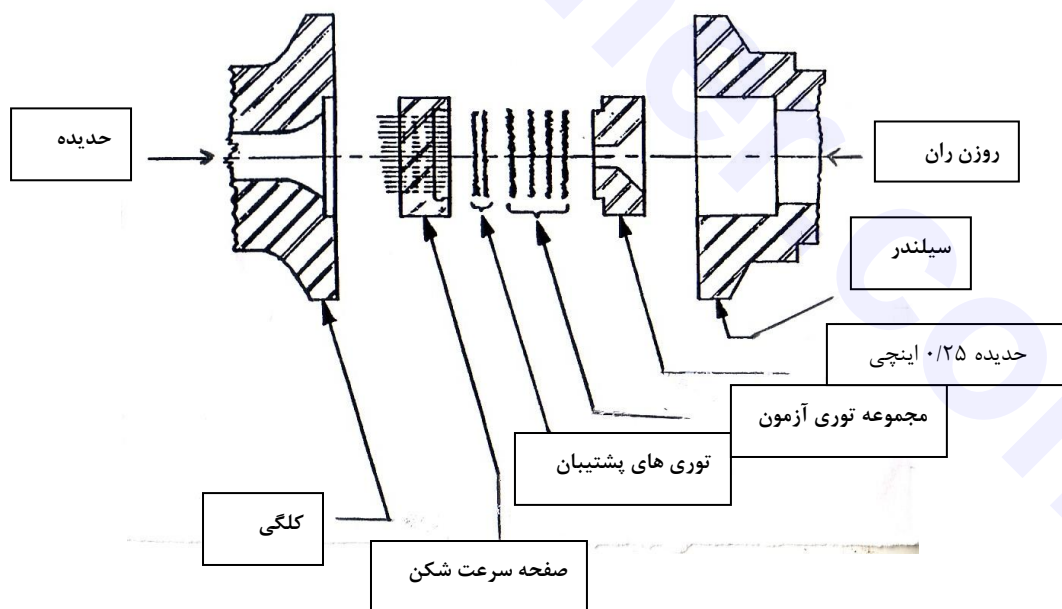 حدیده
روزن ران
سیلندر
حدیده ۰/۲۵ اینچی
مجموعه توری آزمون
توری های پشتیبان
کلگی
صفحه سرعت شکن